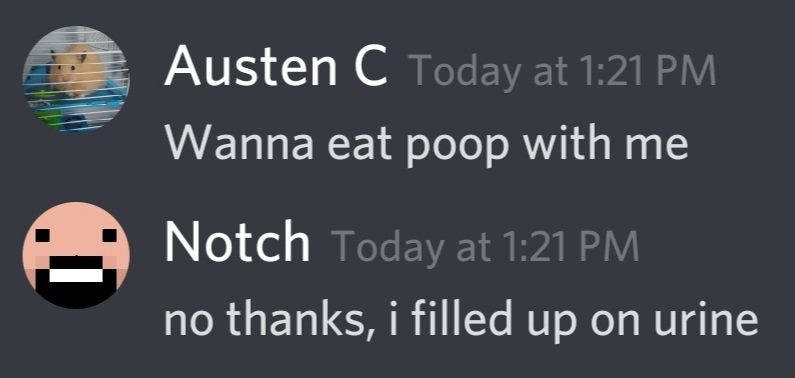 Austen C Today at 1:21 PM
Wanna eat poop with me
Notch Today at 1:21 PM
no thanks, i filled up on urine